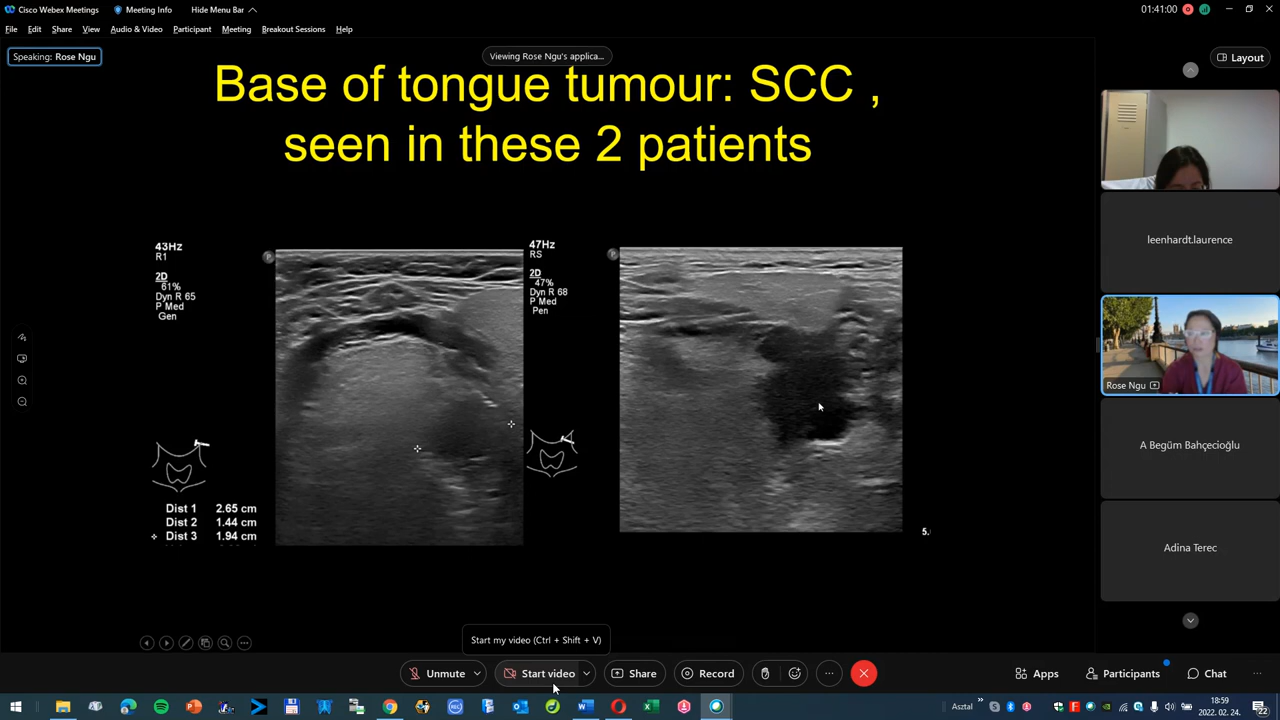 Cisco Webex Meetings
Meeting Info
Hide Menu Bar
01:41:00
File Edit Share View Audio & Video Participant Meeting Breakout Sessions Help
Speaking: Rose Ngu
Viewing Rose Ngu's applica...
Layout
Base of tongue tumour: SCC ,
seen in these 2 patients
43Hz
R1
2D
61%
Dyn R 65
P Med
Gen
P
Dist 1 2.65 cm
Dist 2 1.44 cm
Dist 3 1.94 cm
47Hz
RS
2D
47%
Dyn R 68
P Med
Pen
P
5.
leenhardt.laurence
Rose Ngu
A Begüm Bahçecioğlu
Adina Terec
Start my video (Ctrl + Shift + V)
Unmute
Start video
Share
Record
Apps
Participants
Chat
Asztal
18:59
2022. 02. 24.